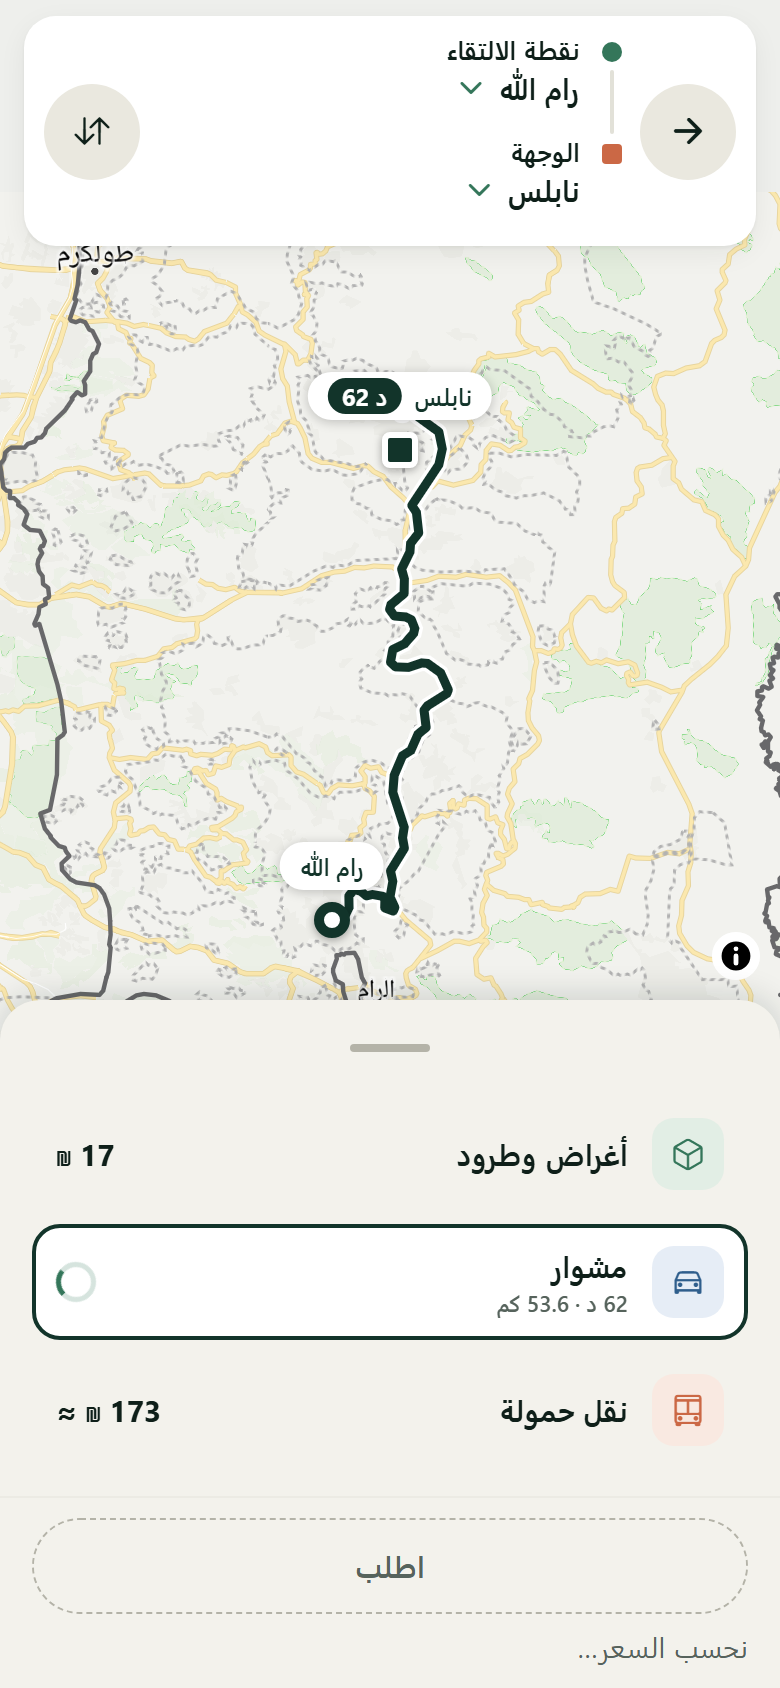 نقطة الالتقاء
رام الله
الوجهة
نابلس
طولكرم
نابلس 62 د
رام الله
الرام
أغراض وطرود 17 ₪
مشوار
62 د · 53.6 كم
نقل حمولة 173 ₪ ≈
اطلب
نحسب السعر...